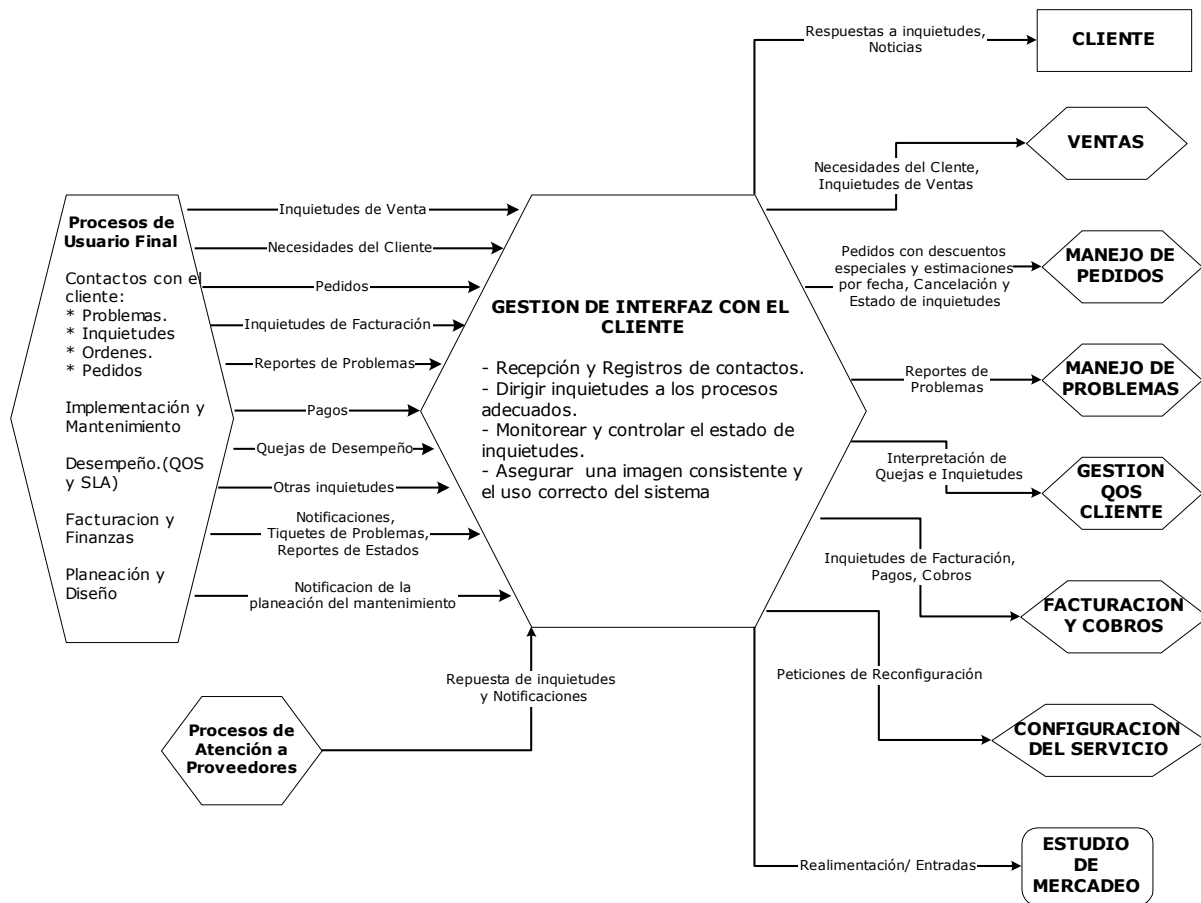 Respuestas a inquietudes,
Noticias
CLIENTE
VENTAS
Necesidades del Clente,
Inquietudes de Ventas
Procesos de
Usuario Final
Contactos con el
cliente:
* Problemas.
* Inquietudes
* Ordenes.
* Pedidos
Implementación y
Mantenimiento
Desempeño.(QOS
y SLA)
Facturacion y
Finanzas
Planeación y
Diseño
Inquietudes de Venta
Necesidades del Cliente
Pedidos
Inquietudes de Facturación
Reportes de Problemas
Pagos
Quejas de Desempeño
Otras inquietudes
Notificaciones,
Tiquetes de Problemas,
Reportes de Estados
Notificacion de la
planeación del mantenimiento
GESTION DE INTERFAZ CON EL
CLIENTE
- Recepción y Registros de contactos.
- Dirigir inquietudes a los procesos
adecuados.
- Monitorear y controlar el estado de
inquietudes.
- Asegurar una imagen consistente y
el uso correcto del sistema
Pedidos con descuentos
especiales y estimaciones
por fecha, Cancelación y
Estado de inquietudes
MANEJO DE
PEDIDOS
Reportes de
Problemas
MANEJO DE
PROBLEMAS
Interpretación de
Quejas e Inquietudes
GESTION
QOS
CLIENTE
Inquietudes de Facturación,
Pagos, Cobros
FACTURACION
Y COBROS
Peticiones de Reconfiguración
CONFIGURACION
DEL SERVICIO
Repuesta de inquietudes
y Notificaciones
Procesos de
Atención a
Proveedores
Realimentación/ Entradas
ESTUDIO
DE
MERCADEO